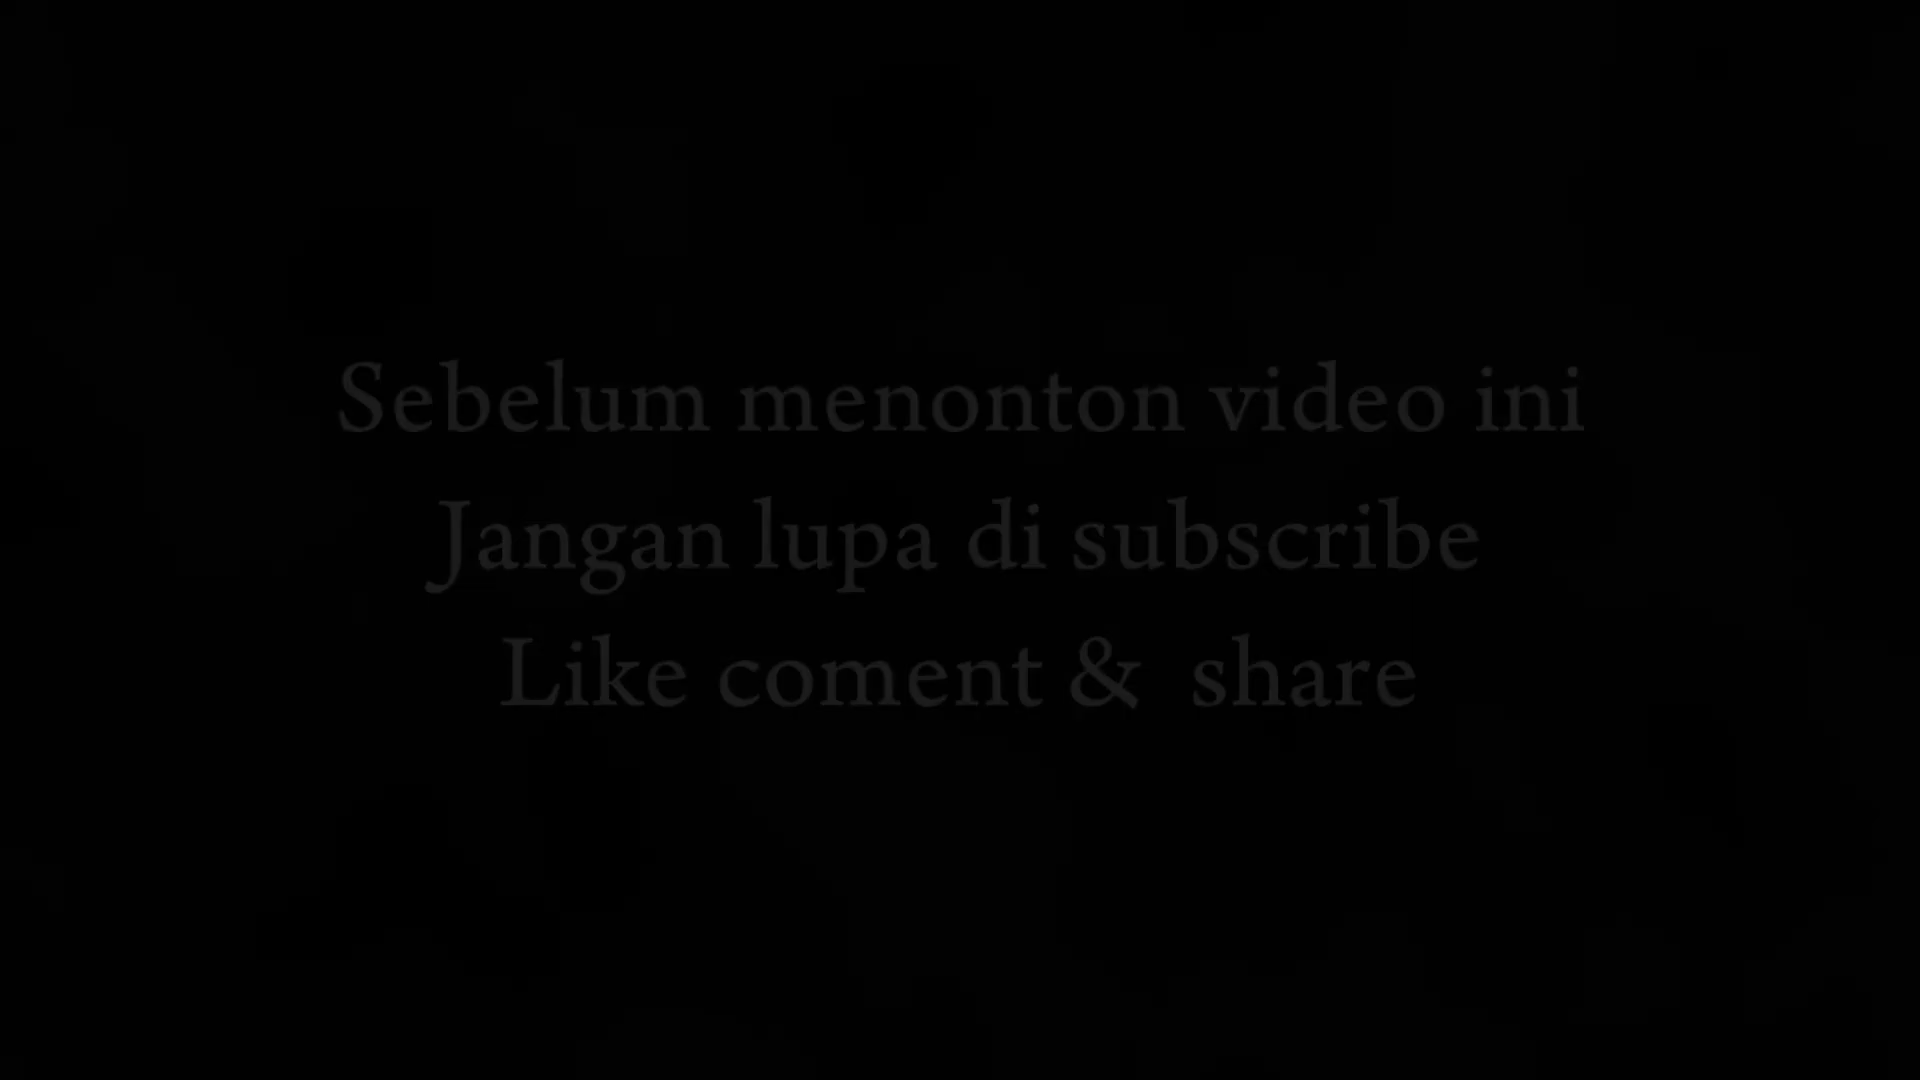 Sebelum menonton video ini
Jangan lupa di subscribe
Like coment & share